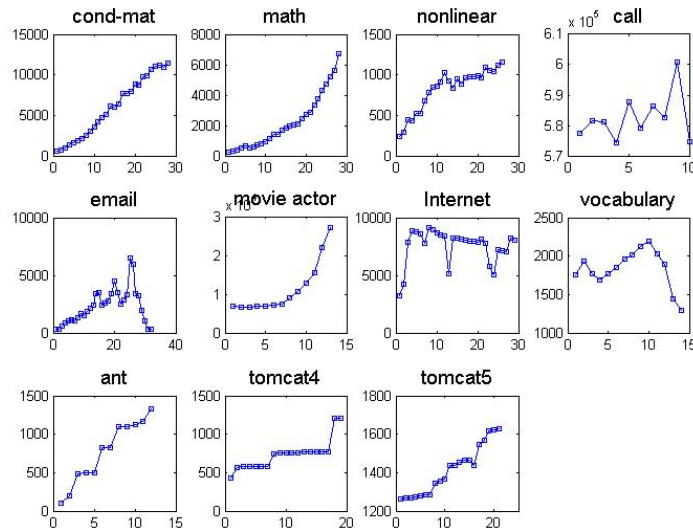 cond-mat
15000
10000
5000
0
0 10 20 30
math
8000
6000
4000
2000
0
0 10 20 30
nonlinear
1500
1000
500
0
0 10 20 30
call
x 10^5
6.1
6
5.9
5.8
5.7
0 5 10
email
10000
5000
0
0 20 40
movie actor
3
2
1
0
0 5 10 15
Internet
10000
5000
0
0 10 20 30
vocabulary
2500
2000
1500
1000
0 5 10 15
ant
1500
1000
500
0
0 5 10 15
tomcat4
1500
1000
500
0
0 10 20
tomcat5
1800
1600
1400
1200
0 10 20